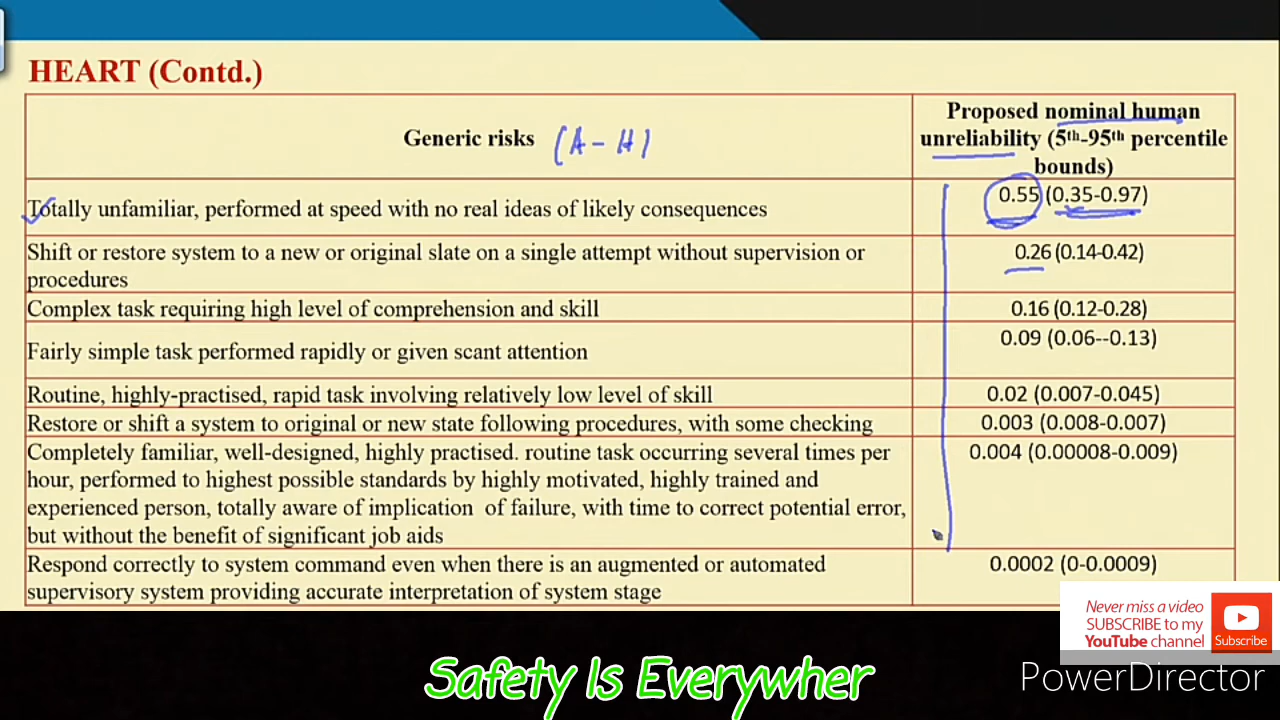 HEART (Contd.)
Generic risks (A - H)
Proposed nominal human
unreliability (5th-95th percentile
bounds)
Totally unfamiliar, performed at speed with no real ideas of likely consequences
0.55 (0.35-0.97)
Shift or restore system to a new or original slate on a single attempt without supervision or
procedures
0.26 (0.14-0.42)
Complex task requiring high level of comprehension and skill
0.16 (0.12-0.28)
Fairly simple task performed rapidly or given scant attention
0.09 (0.06--0.13)
Routine, highly-practised, rapid task involving relatively low level of skill
0.02 (0.007-0.045)
Restore or shift a system to original or new state following procedures, with some checking
0.003 (0.008-0.007)
Completely familiar, well-designed, highly practised. routine task occurring several times per
hour, performed to highest possible standards by highly motivated, highly trained and
experienced person, totally aware of implication of failure, with time to correct potential error,
but without the benefit of significant job aids
0.004 (0.00008-0.009)
Respond correctly to system command even when there is an augmented or automated
supervisory system providing accurate interpretation of system stage
0.0002 (0-0.0009)
Never miss a video
SUBSCRIBE to my
YouTube channel
Subscribe
Safety Is Everywher
PowerDirector